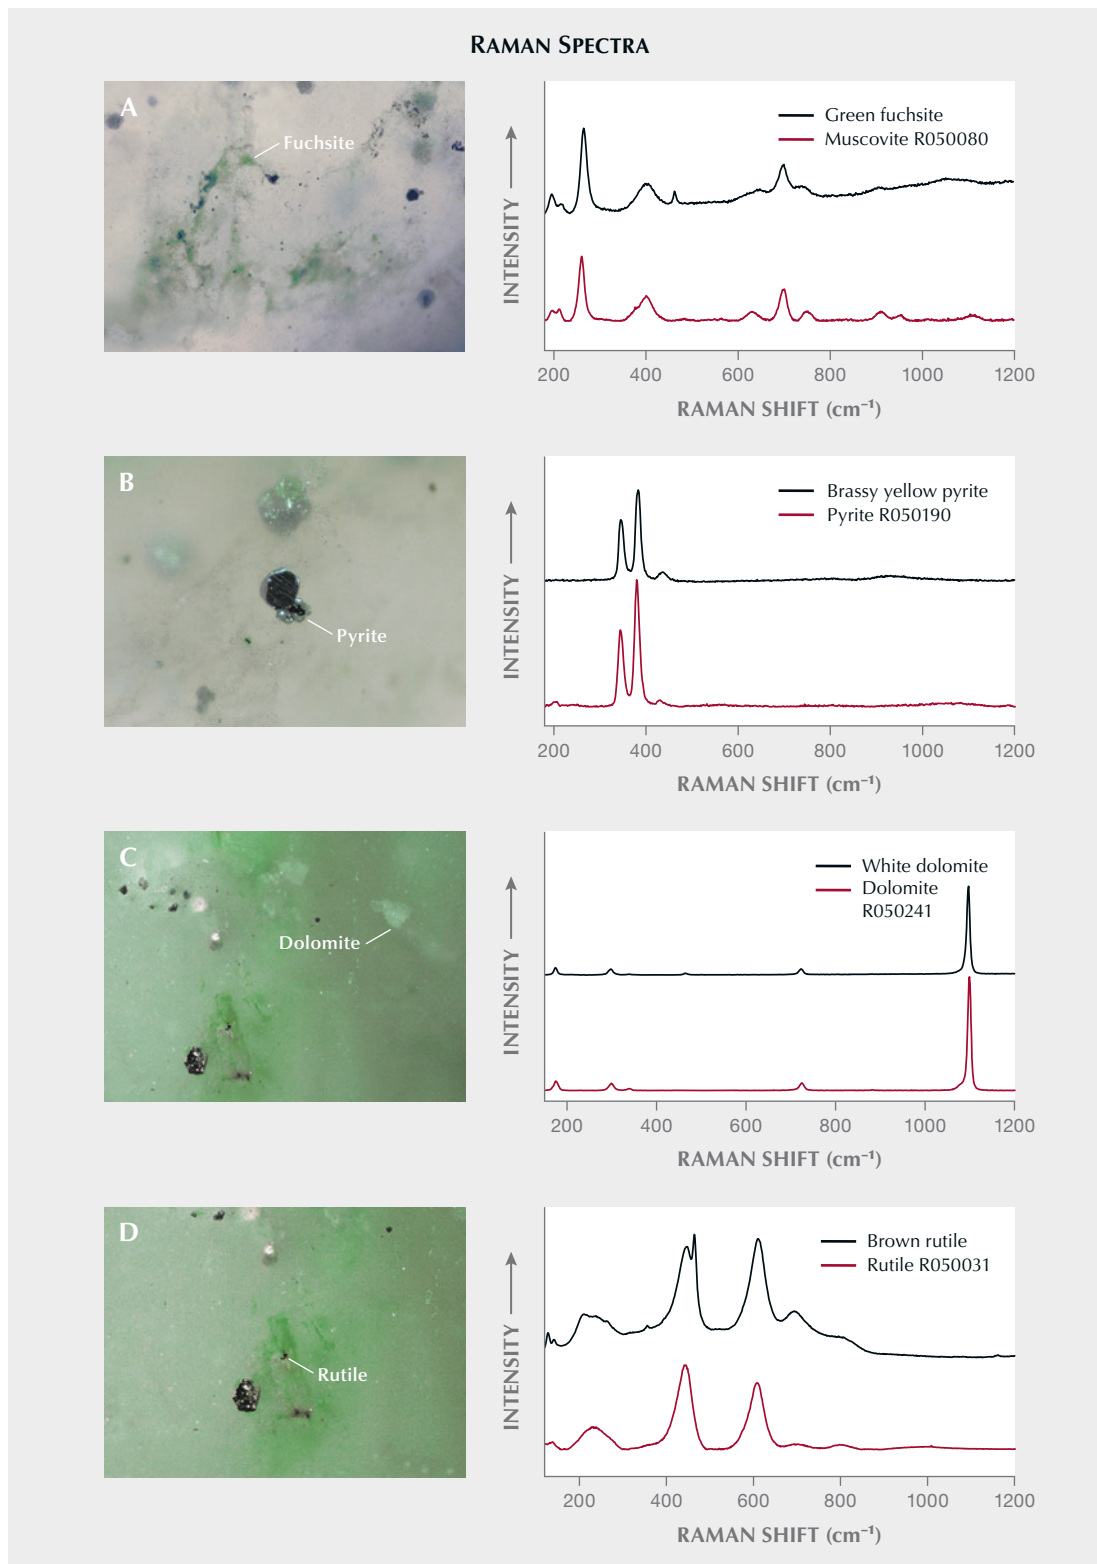 RAMAN SPECTRA
A
Fuchsite
Green fuchsite
Muscovite R050080
INTENSITY
200 400 600 800 1000 1200
RAMAN SHIFT (cm⁻¹)
B
Pyrite
Brassy yellow pyrite
Pyrite R050190
INTENSITY
200 400 600 800 1000 1200
RAMAN SHIFT (cm⁻¹)
C
Dolomite
White dolomite
Dolomite
R050241
INTENSITY
200 400 600 800 1000 1200
RAMAN SHIFT (cm⁻¹)
D
Rutile
Brown rutile
Rutile R050031
INTENSITY
200 400 600 800 1000 1200
RAMAN SHIFT (cm⁻¹)